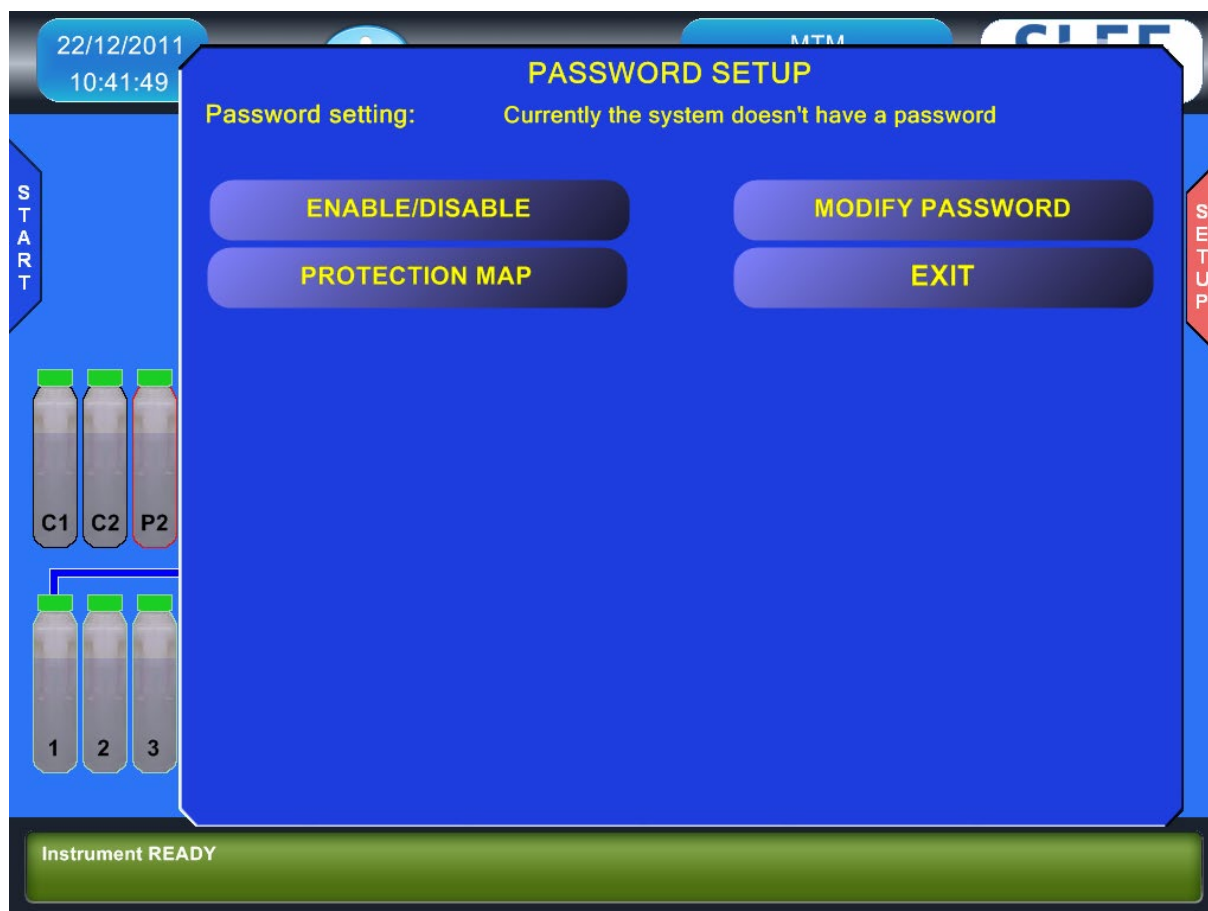 22/12/2011
10:41:49
PASSWORD SETUP
Password setting: Currently the system doesn't have a password
ENABLE/DISABLE
MODIFY PASSWORD
PROTECTION MAP
EXIT
START
SETUP
C1 C2 P2
1 2 3
Instrument READY